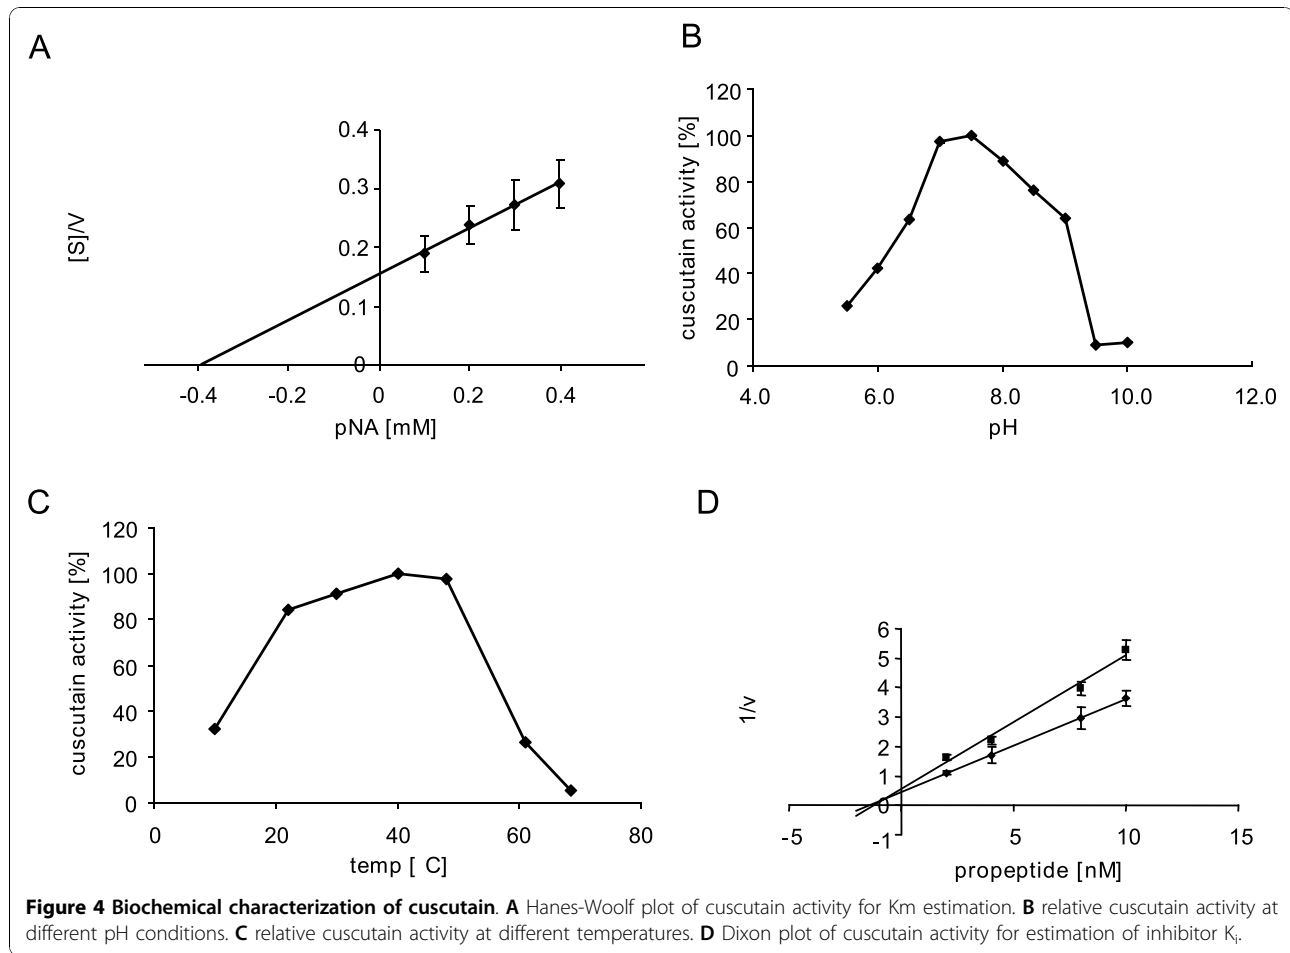 A
0.4
0.3
0.2
0.1
0
[S]/V
-0.4 -0.2 0 0.2 0.4
pNA [mM]
B
120
100
80
60
40
20
0
cuscutain activity [%]
4.0 6.0 8.0 10.0 12.0
pH
C
120
100
80
60
40
20
0
cuscutain activity [%]
0 20 40 60 80
temp [ C]
D
6
5
4
3
2
1
0
-1
1/v
-5 5 10 15
propeptide [nM]
Figure 4 Biochemical characterization of cuscutain. A Hanes-Woolf plot of cuscutain activity for Km estimation. B relative cuscutain activity at
different pH conditions. C relative cuscutain activity at different temperatures. D Dixon plot of cuscutain activity for estimation of inhibitor Ki.